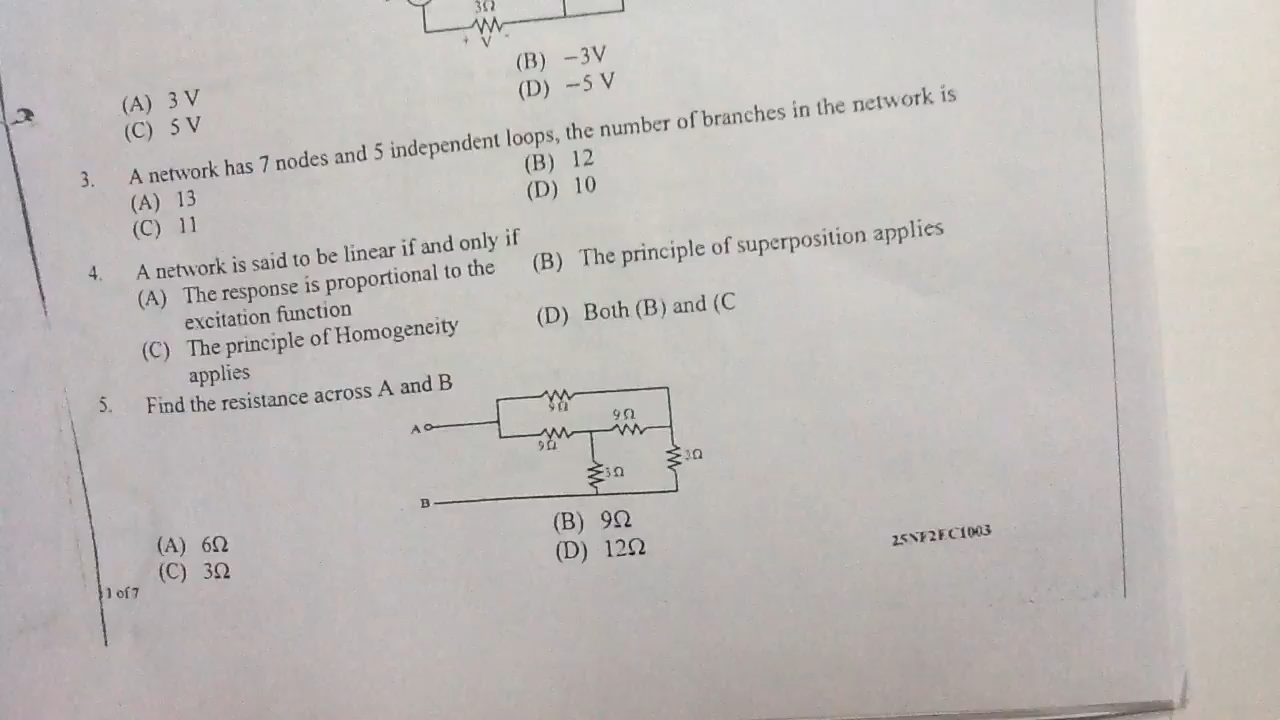 3Ω
+ V -
(B) −3V
(A) 3 V
(D) −5 V
(C) 5 V
3. A network has 7 nodes and 5 independent loops, the number of branches in the network is
(A) 13
(B) 12
(C) 11
(D) 10
4. A network is said to be linear if and only if
(A) The response is proportional to the
excitation function
(B) The principle of superposition applies
(C) The principle of Homogeneity
applies
(D) Both (B) and (C
5. Find the resistance across A and B
9Ω
9Ω
A
9Ω
3Ω
3Ω
B
(A) 6Ω
(B) 9Ω
(C) 3Ω
(D) 12Ω
25NF2EC1003
1 of 7